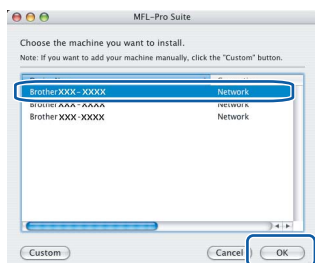 MFL-Pro Suite
Choose the machine you want to install.
Note: If you want to add your machine manually, click the "Custom" button.
Brother XXX-XXXX Network
Brother XXX-XXXX Network
Brother XXX-XXXX Network
Custom Cancel OK